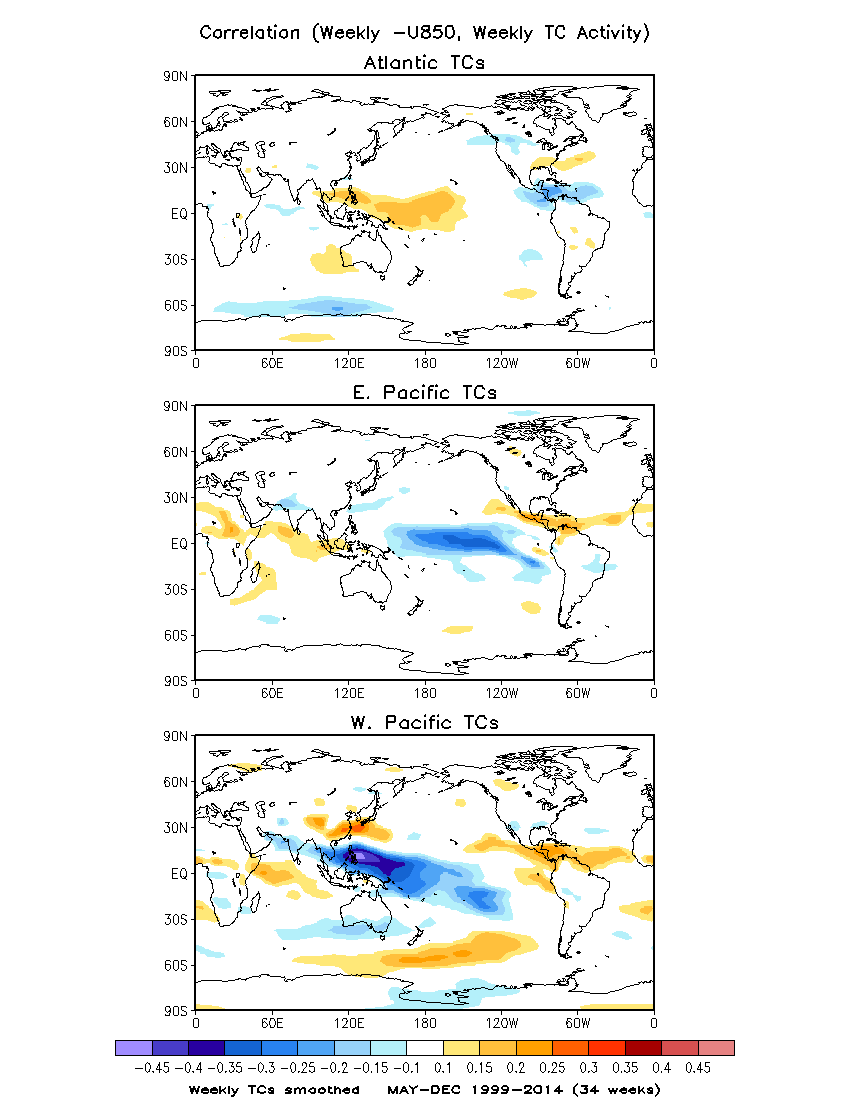 Correlation (Weekly -U850, Weekly TC Activity)
Atlantic TCs
90N
60N
30N
EQ
30S
60S
90S
0 60E 120E 180 120W 60W 0
E. Pacific TCs
90N
60N
30N
EQ
30S
60S
90S
0 60E 120E 180 120W 60W 0
W. Pacific TCs
90N
60N
30N
EQ
30S
60S
90S
0 60E 120E 180 120W 60W 0
-0.45 -0.4 -0.35 -0.3 -0.25 -0.2 -0.15 -0.1 0.1 0.15 0.2 0.25 0.3 0.35 0.4 0.45
Weekly TCs smoothed MAY-DEC 1999-2014 (34 weeks)